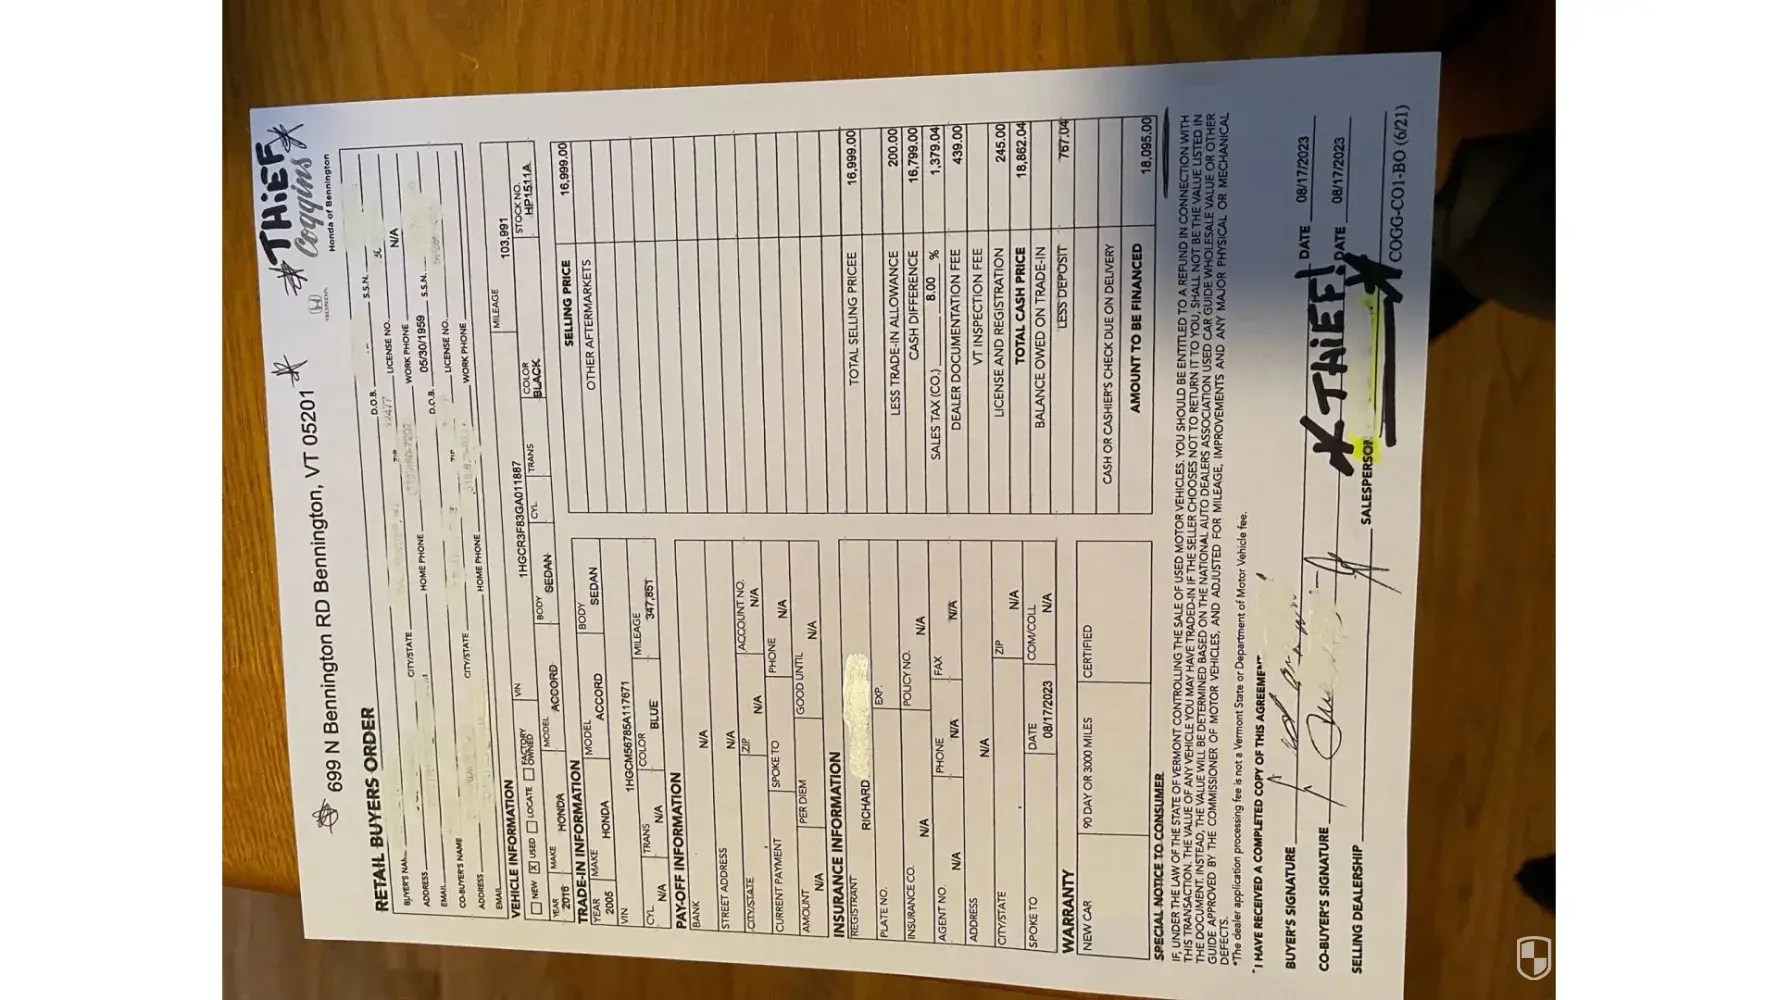 699 N Bennington RD Bennington, VT 05201
THIEF
HONDA
Coggins
Honda of Bennington
RETAIL BUYERS ORDER
BUYER'S NAME D.O.B. S.S.N.
ADDRESS CITY/STATE ZIP LICENSE NO.
EMAIL HOME PHONE WORK PHONE N/A
CO-BUYER'S NAME D.O.B. 05/30/1959 S.S.N.
ADDRESS CITY/STATE ZIP LICENSE NO.
EMAIL HOME PHONE WORK PHONE
VEHICLE INFORMATION
NEW X USED LOCATE FACTORY OWNED
VIN 1HGCR3F83GA011887
MILEAGE 103,991
YEAR 2016 MAKE HONDA MODEL ACCORD BODY SEDAN CYL TRANS COLOR BLACK STOCK NO. HP1511A
TRADE-IN INFORMATION
YEAR 2005 MAKE HONDA MODEL ACCORD BODY SEDAN
VIN 1HGCM56785A117671
CYL N/A TRANS N/A COLOR BLUE MILEAGE 347,851
PAY-OFF INFORMATION
BANK N/A
STREET ADDRESS N/A
CITY/STATE ZIP N/A ACCOUNT NO. N/A
CURRENT PAYMENT SPOKE TO PHONE N/A
AMOUNT N/A PER DIEM GOOD UNTIL N/A
INSURANCE INFORMATION
REGISTRANT RICHARD
PLATE NO. EXP.
INSURANCE CO. N/A POLICY NO. N/A
AGENT NO. N/A PHONE N/A FAX N/A
ADDRESS N/A
CITY/STATE ZIP N/A
SPOKE TO DATE 08/17/2023 COM/COLL N/A
WARRANTY
NEW CAR 90 DAY OR 3000 MILES CERTIFIED
SELLING PRICE 16,999.00
OTHER AFTERMARKETS
TOTAL SELLING PRICEE 16,999.00
LESS TRADE-IN ALLOWANCE 200.00
CASH DIFFERENCE 16,799.00
SALES TAX (CO.) 8.00 % 1,379.04
DEALER DOCUMENTATION FEE 439.00
VT INSPECTION FEE
LICENSE AND REGISTRATION 245.00
TOTAL CASH PRICE 18,862.04
BALANCE OWED ON TRADE-IN
LESS DEPOSIT 767.04
CASH OR CASHIER'S CHECK DUE ON DELIVERY
AMOUNT TO BE FINANCED 18,095.00
SPECIAL NOTICE TO CONSUMER
IF, UNDER THE LAW OF THE STATE OF VERMONT CONTROLLING THE SALE OF USED MOTOR VEHICLES, YOU SHOULD BE ENTITLED TO A REFUND IN CONNECTION WITH
THIS TRANSACTION, THE VALUE OF ANY VEHICLE YOU MAY HAVE TRADED-IN IF THE SELLER CHOOSES NOT TO RETURN IT TO YOU, SHALL NOT BE THE VALUE LISTED IN
THE DOCUMENT. INSTEAD, THE VALUE WILL BE DETERMINED BASED ON THE NATIONAL AUTO DEALERS ASSOCIATION USED CAR GUIDE WHOLESALE VALUE OR OTHER
GUIDE APPROVED BY THE COMMISSIONER OF MOTOR VEHICLES, AND ADJUSTED FOR MILEAGE, IMPROVEMENTS AND ANY MAJOR PHYSICAL OR MECHANICAL
DEFECTS.
*The dealer application processing fee is not a Vermont State or Department of Motor Vehicle fee.
*I HAVE RECEIVED A COMPLETED COPY OF THIS AGREEMENT
BUYER'S SIGNATURE DATE 08/17/2023
CO-BUYER'S SIGNATURE THIEF! DATE 08/17/2023
SELLING DEALERSHIP SALESPERSON
COGG-CO1-BO (6/21)